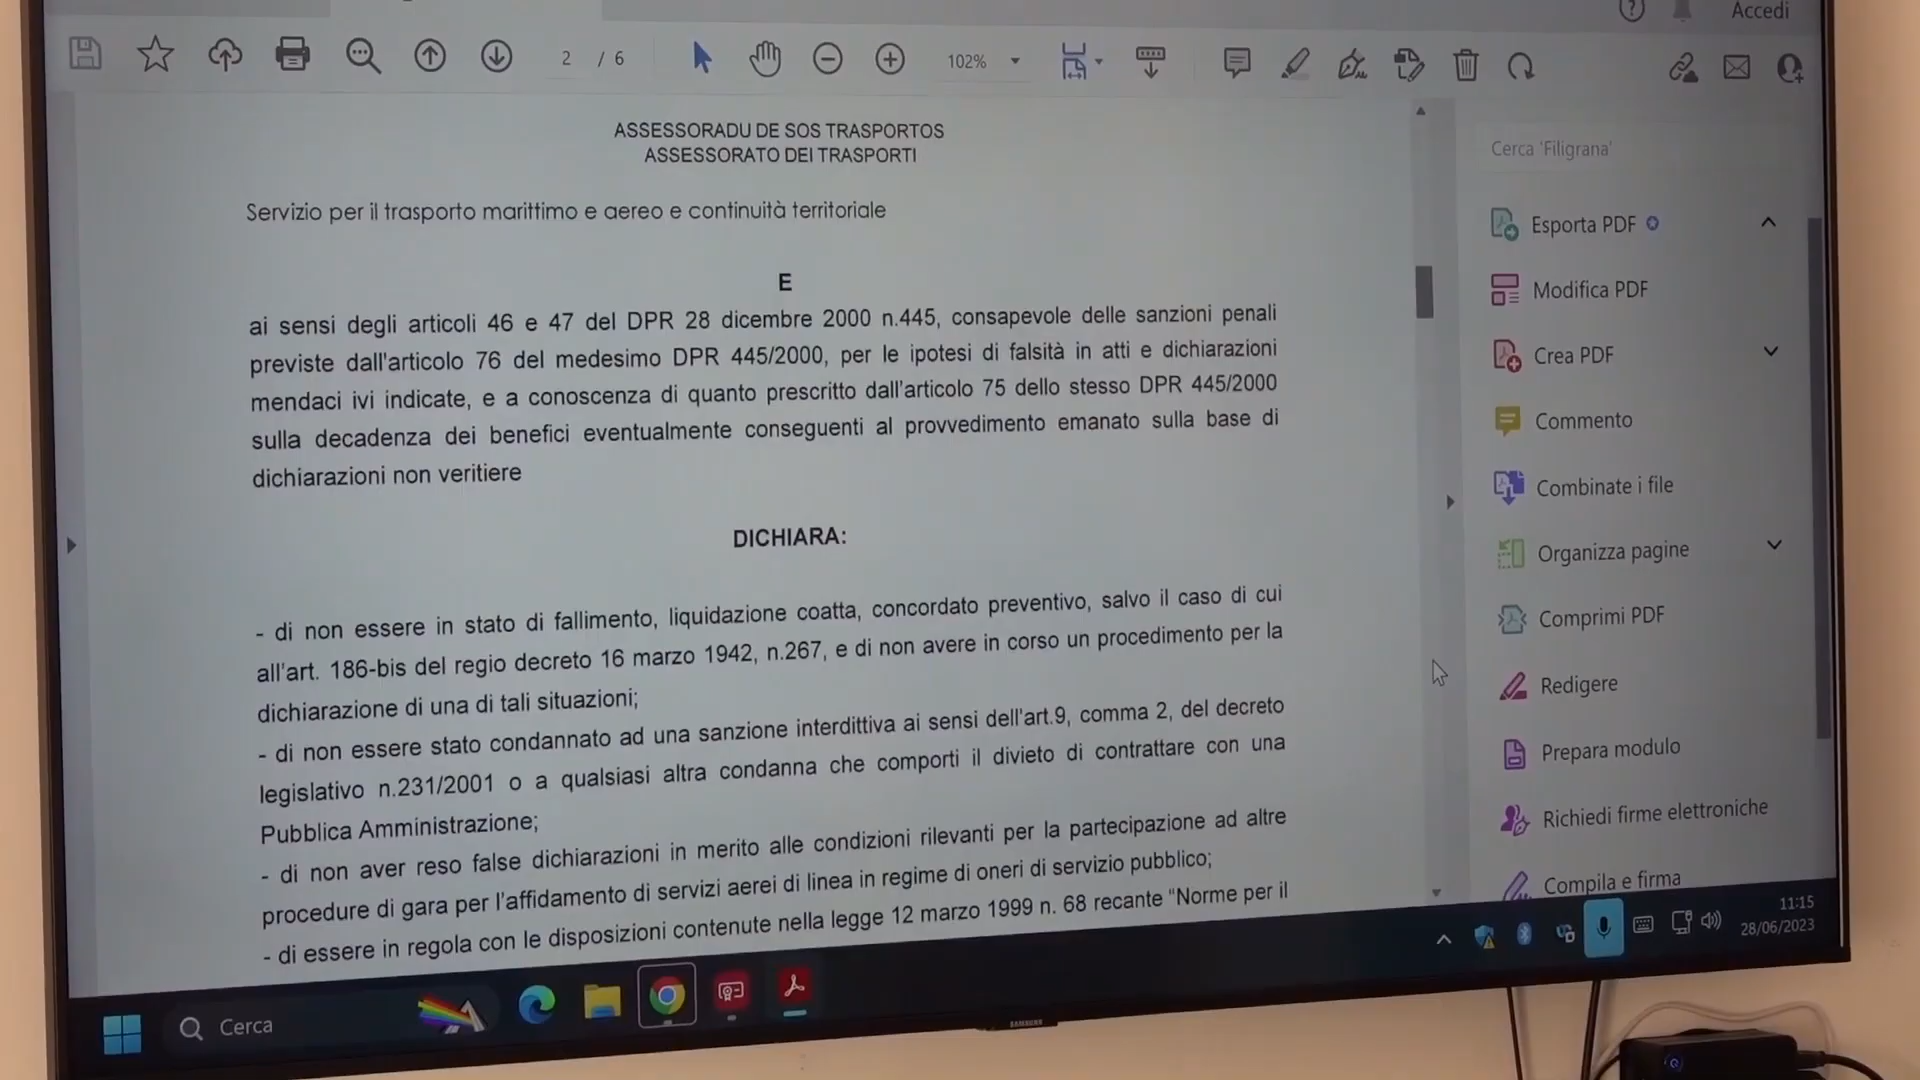 Accedi
2 / 6
102%
ASSESSORADU DE SOS TRASPORTOS
ASSESSORATO DEI TRASPORTI
Servizio per il trasporto marittimo e aereo e continuità territoriale
E
ai sensi degli articoli 46 e 47 del DPR 28 dicembre 2000 n.445, consapevole delle sanzioni penali
previste dall'articolo 76 del medesimo DPR 445/2000, per le ipotesi di falsità in atti e dichiarazioni
mendaci ivi indicate, e a conoscenza di quanto prescritto dall'articolo 75 dello stesso DPR 445/2000
sulla decadenza dei benefici eventualmente conseguenti al provvedimento emanato sulla base di
dichiarazioni non veritiere
DICHIARA:
- di non essere in stato di fallimento, liquidazione coatta, concordato preventivo, salvo il caso di cui
all'art. 186-bis del regio decreto 16 marzo 1942, n.267, e di non avere in corso un procedimento per la
dichiarazione di una di tali situazioni;
- di non essere stato condannato ad una sanzione interdittiva ai sensi dell'art.9, comma 2, del decreto
legislativo n.231/2001 o a qualsiasi altra condanna che comporti il divieto di contrattare con una
Pubblica Amministrazione;
- di non aver reso false dichiarazioni in merito alle condizioni rilevanti per la partecipazione ad altre
procedure di gara per l'affidamento di servizi aerei di linea in regime di oneri di servizio pubblico;
- di essere in regola con le disposizioni contenute nella legge 12 marzo 1999 n. 68 recante “Norme per il
Cerca 'Filigrana'
Esporta PDF
Modifica PDF
Crea PDF
Commento
Combinate i file
Organizza pagine
Comprimi PDF
Redigere
Prepara modulo
Richiedi firme elettroniche
Compila e firma
Cerca
11:15
28/06/2023
SAMSUNG